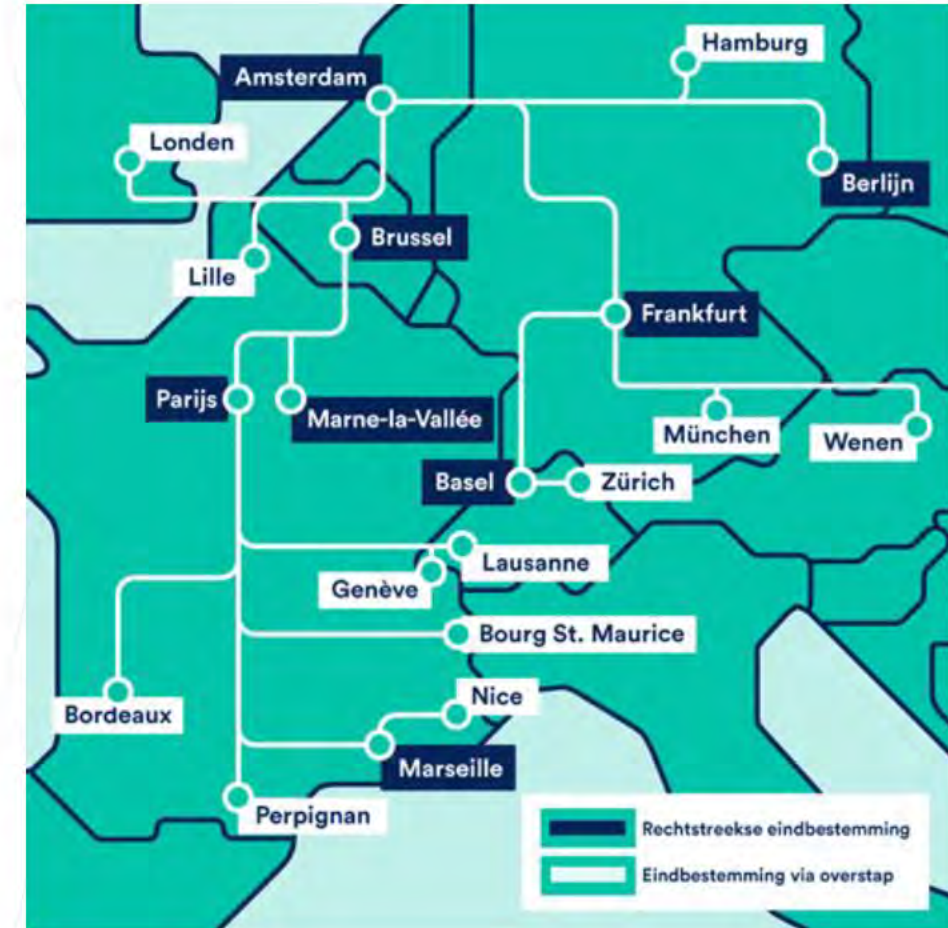 Hamburg
Amsterdam
Londen
Berlijn
Brussel
Lille
Frankfurt
Parijs
Marne-la-Vallée
München
Wenen
Basel
Zürich
Lausanne
Genève
Bourg St. Maurice
Nice
Bordeaux
Marseille
Perpignan
Rechtstreekse eindbestemming
Eindbestemming via overstap